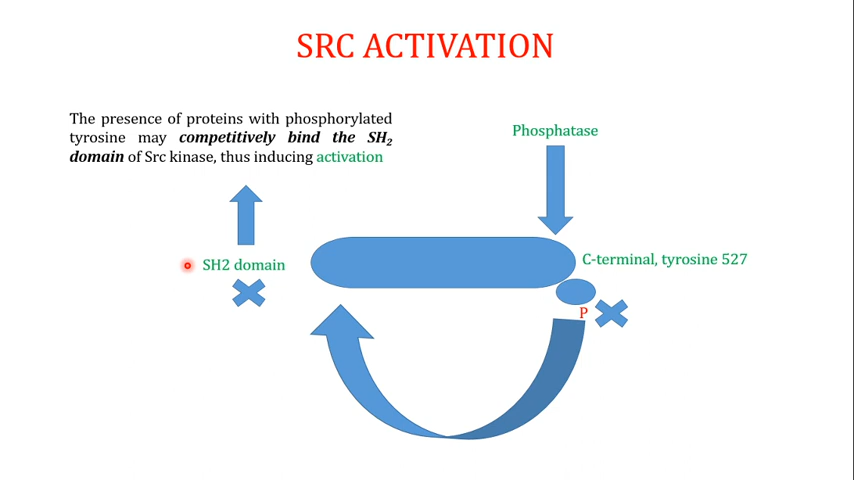 SRC ACTIVATION
The presence of proteins with phosphorylated
tyrosine may competitively bind the SH₂
domain of Src kinase, thus inducing activation
Phosphatase
SH2 domain
C-terminal, tyrosine 527
P